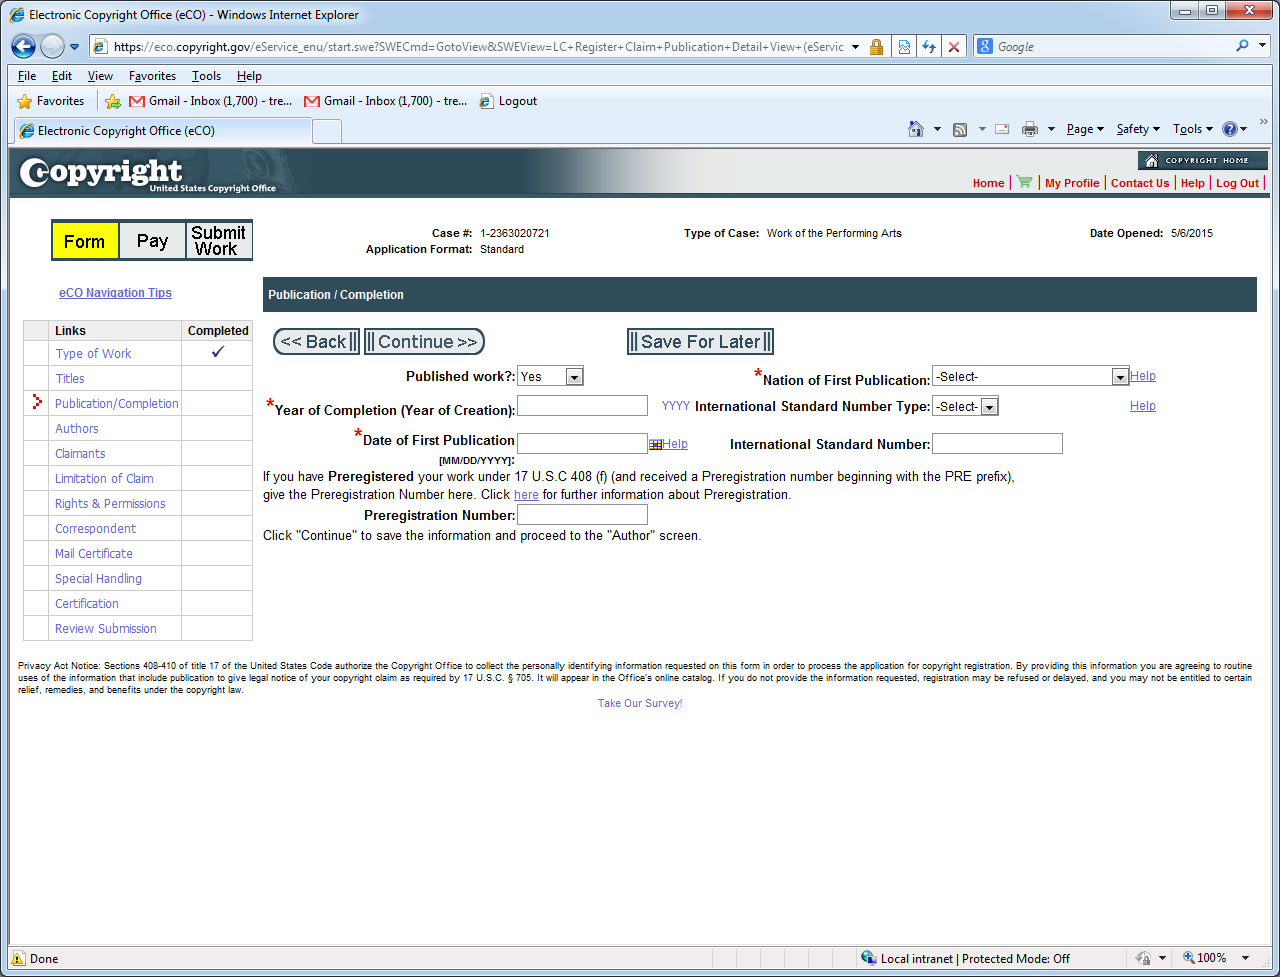 Electronic Copyright Office (eCO) - Windows Internet Explorer
https://eco.copyright.gov/eService_enu/start.swe?SWECmd=GotoView&SWEView=LC+Register+Claim+Publication+Detail+View+(eServic
Google
File Edit View Favorites Tools Help
Favorites Gmail - Inbox (1,700) - tre... Gmail - Inbox (1,700) - tre... Logout
Electronic Copyright Office (eCO)
Page Safety Tools
Copyright
United States Copyright Office
COPYRIGHT HOME
Home | | My Profile | Contact Us | Help | Log Out |
Form Pay Submit Work
Case #: 1-2363020721 Type of Case: Work of the Performing Arts Date Opened: 5/6/2015
Application Format: Standard
eCO Navigation Tips
Publication / Completion
Links Completed
Type of Work ✓
Titles
Publication/Completion
Authors
Claimants
Limitation of Claim
Rights & Permissions
Correspondent
Mail Certificate
Special Handling
Certification
Review Submission
<< Back Continue >> Save For Later
Published work?: Yes *Nation of First Publication: -Select- Help
*Year of Completion (Year of Creation): YYYY International Standard Number Type: -Select- Help
*Date of First Publication Help International Standard Number:
[MM/DD/YYYY]:
If you have Preregistered your work under 17 U.S.C 408 (f) (and received a Preregistration number beginning with the PRE prefix),
give the Preregistration Number here. Click here for further information about Preregistration.
Preregistration Number:
Click "Continue" to save the information and proceed to the "Author" screen.
Privacy Act Notice: Sections 408-410 of title 17 of the United States Code authorize the Copyright Office to collect the personally identifying information requested on this form in order to process the application for copyright registration. By providing this information you are agreeing to routine
uses of the information that include publication to give legal notice of your copyright claim as required by 17 U.S.C. § 705. It will appear in the Office's online catalog. If you do not provide the information requested, registration may be refused or delayed, and you may not be entitled to certain
relief, remedies, and benefits under the copyright law.
Take Our Survey!
Done Local intranet | Protected Mode: Off 100%